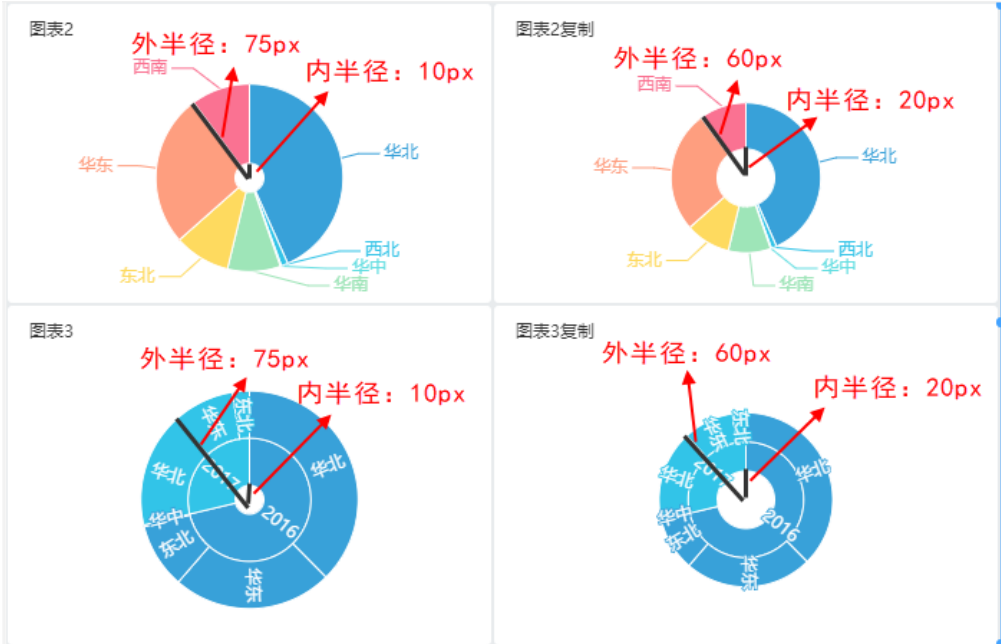 图表2
外半径：75px
内半径：10px
西南
华北
华东
西北
华中
东北
华南
图表2复制
外半径：60px
内半径：20px
西南
华北
华东
西北
华中
东北
华南
图表3
外半径：75px
内半径：10px
东北
华东
华北
2017
华北
2016
华中
东北
华东
图表3复制
外半径：60px
内半径：20px
东北
华东
华北
2017
华北
2016
华中
东北
华东